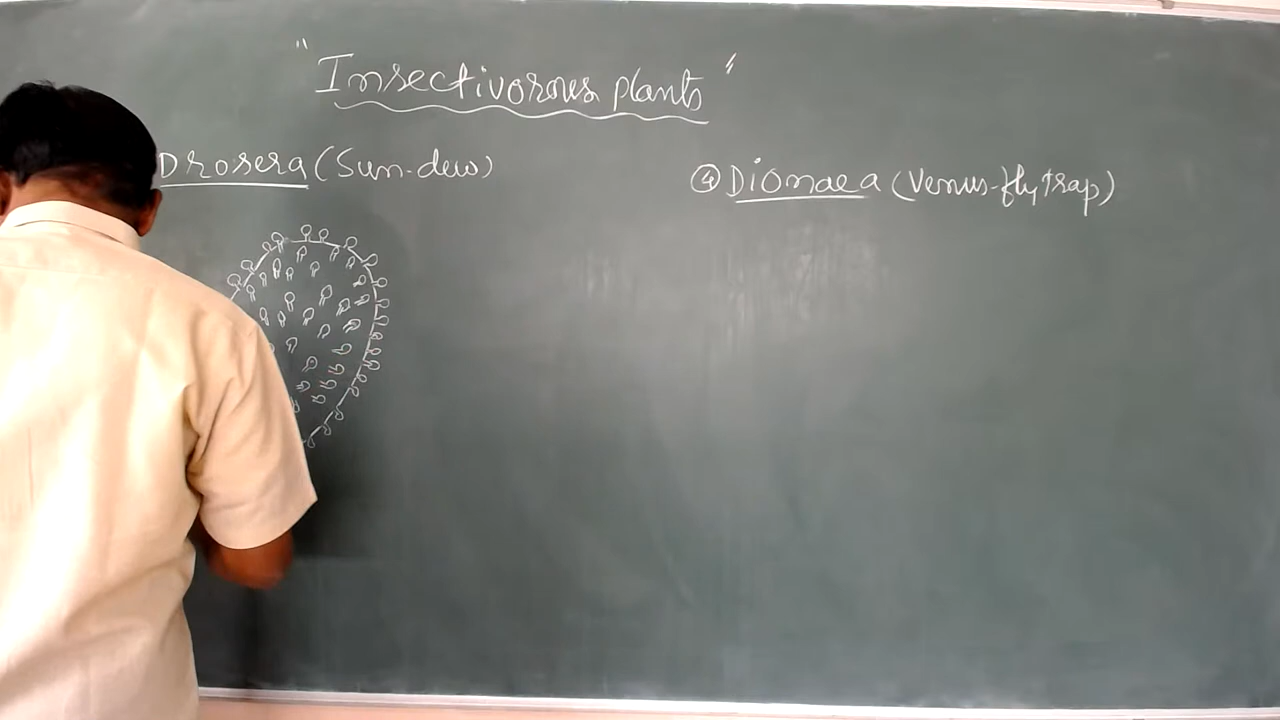 "Insectivorous plants"
Drosera (Sun-dew)
④ Dionaea (Venus-fly trap)